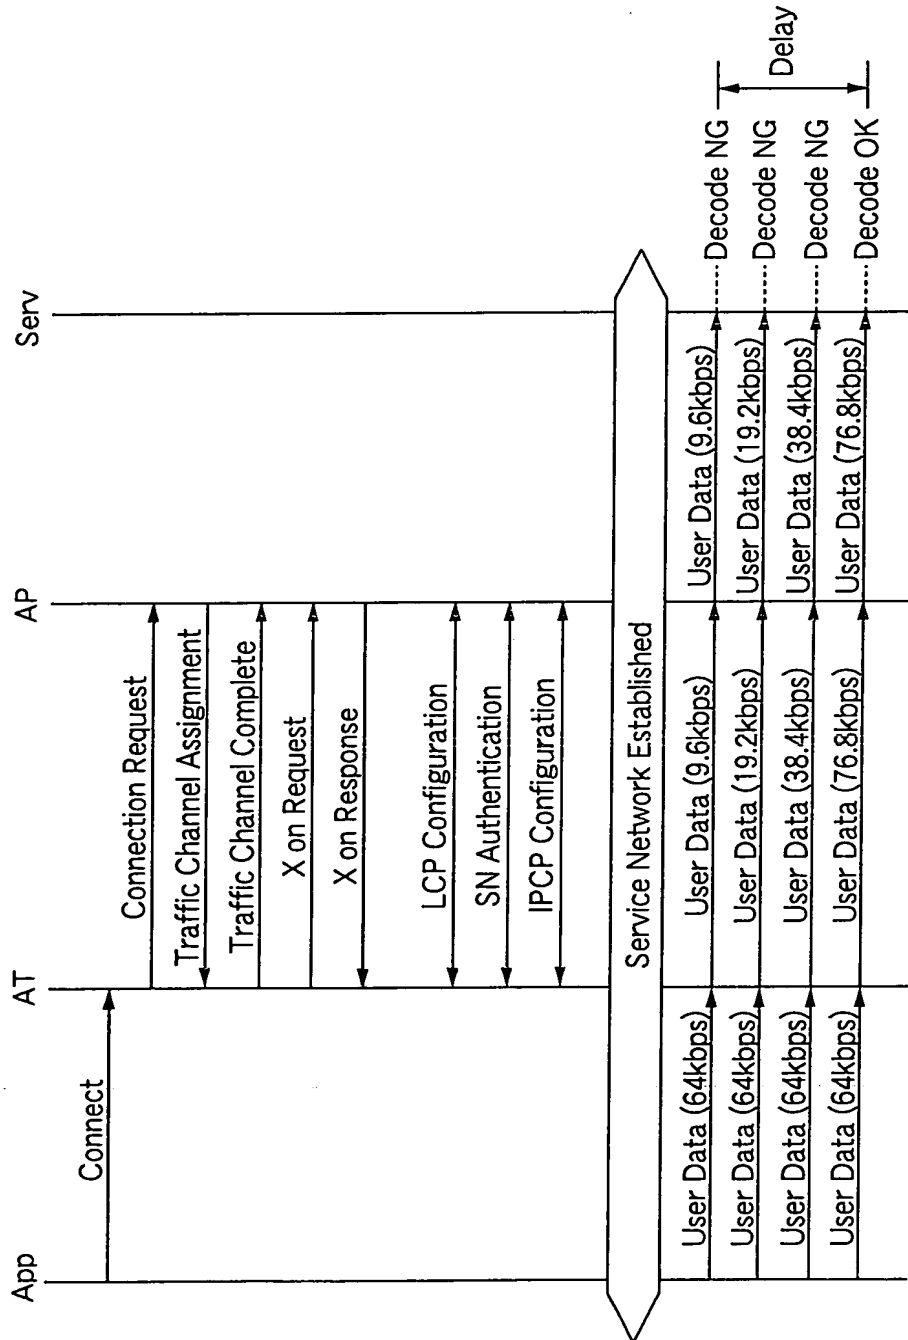 App
AT
AP
Serv
Connect
Connection Request
Traffic Channel Assignment
Traffic Channel Complete
X on Request
X on Response
LCP Configuration
SN Authentication
IPCP Configuration
Service Network Established
User Data (64kbps)
User Data (9.6kbps)
User Data (9.6kbps)
Decode NG
User Data (64kbps)
User Data (19.2kbps)
User Data (19.2kbps)
Decode NG
User Data (64kbps)
User Data (38.4kbps)
User Data (38.4kbps)
Decode NG
User Data (64kbps)
User Data (76.8kbps)
User Data (76.8kbps)
Decode OK
Delay